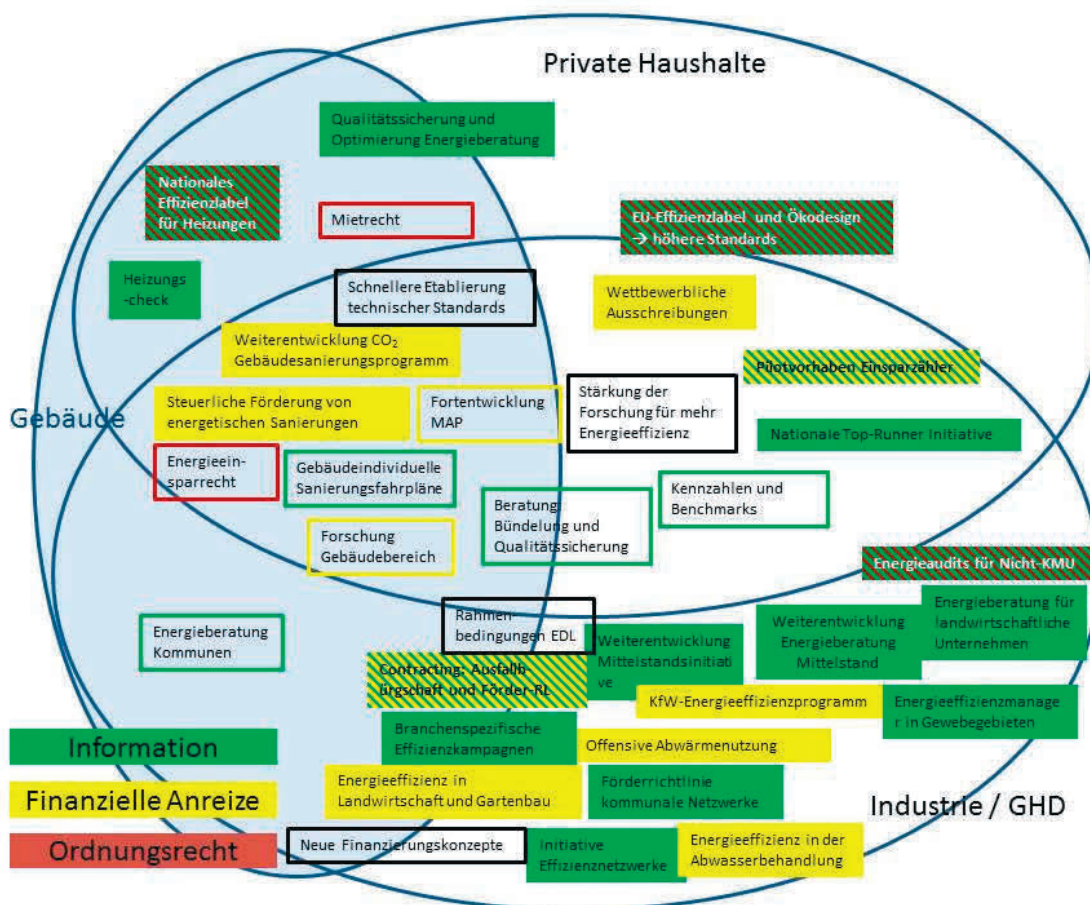 Private Haushalte
Qualitätssicherung und
Optimierung Energieberatung
Nationales
Effizienzlabel
für Heizungen
Mietrecht
EU-Effizienzlabel und Ökodesign
→ höhere Standards
Heizungs
-check
Schnellere Etablierung
technischer Standards
Wettbewerbliche
Ausschreibungen
Weiterentwicklung CO₂
Gebäudesanierungsprogramm
Pilotvorhaben Einsparzähler
Gebäude
Steuerliche Förderung von
energetischen Sanierungen
Fortentwicklung
MAP
Stärkung der
Forschung für mehr
Energieeffizienz
Nationale Top-Runner Initiative
Energieein-
sparrecht
Gebäudeindividuelle
Sanierungsfahrpläne
Beratung:
Bündelung und
Qualitätssicherung
Kennzahlen und
Benchmarks
Forschung
Gebäudebereich
Energieaudits für Nicht-KMU
Energieberatung
Kommunen
Rahmen-
bedingungen EDL
Weiterentwicklung
Mittelstandsinitiati
ve
Weiterentwicklung
Energieberatung
Mittelstand
Energieberatung für
landwirtschaftliche
Unternehmen
Contracting: Ausfallb
ürgschaft und Förder-RL
KfW-Energieeffizienzprogramm
Energieeffizienzmanage
r in Gewebegebieten
Branchenspezifische
Effizienzkampagnen
Offensive Abwärmenutzung
Energieeffizienz in
Landwirtschaft und Gartenbau
Förderrichtlinie
kommunale Netzwerke
Industrie / GHD
Neue Finanzierungskonzepte
Initiative
Effizienznetzwerke
Energieeffizienz in der
Abwasserbehandlung
Information
Finanzielle Anreize
Ordnungsrecht